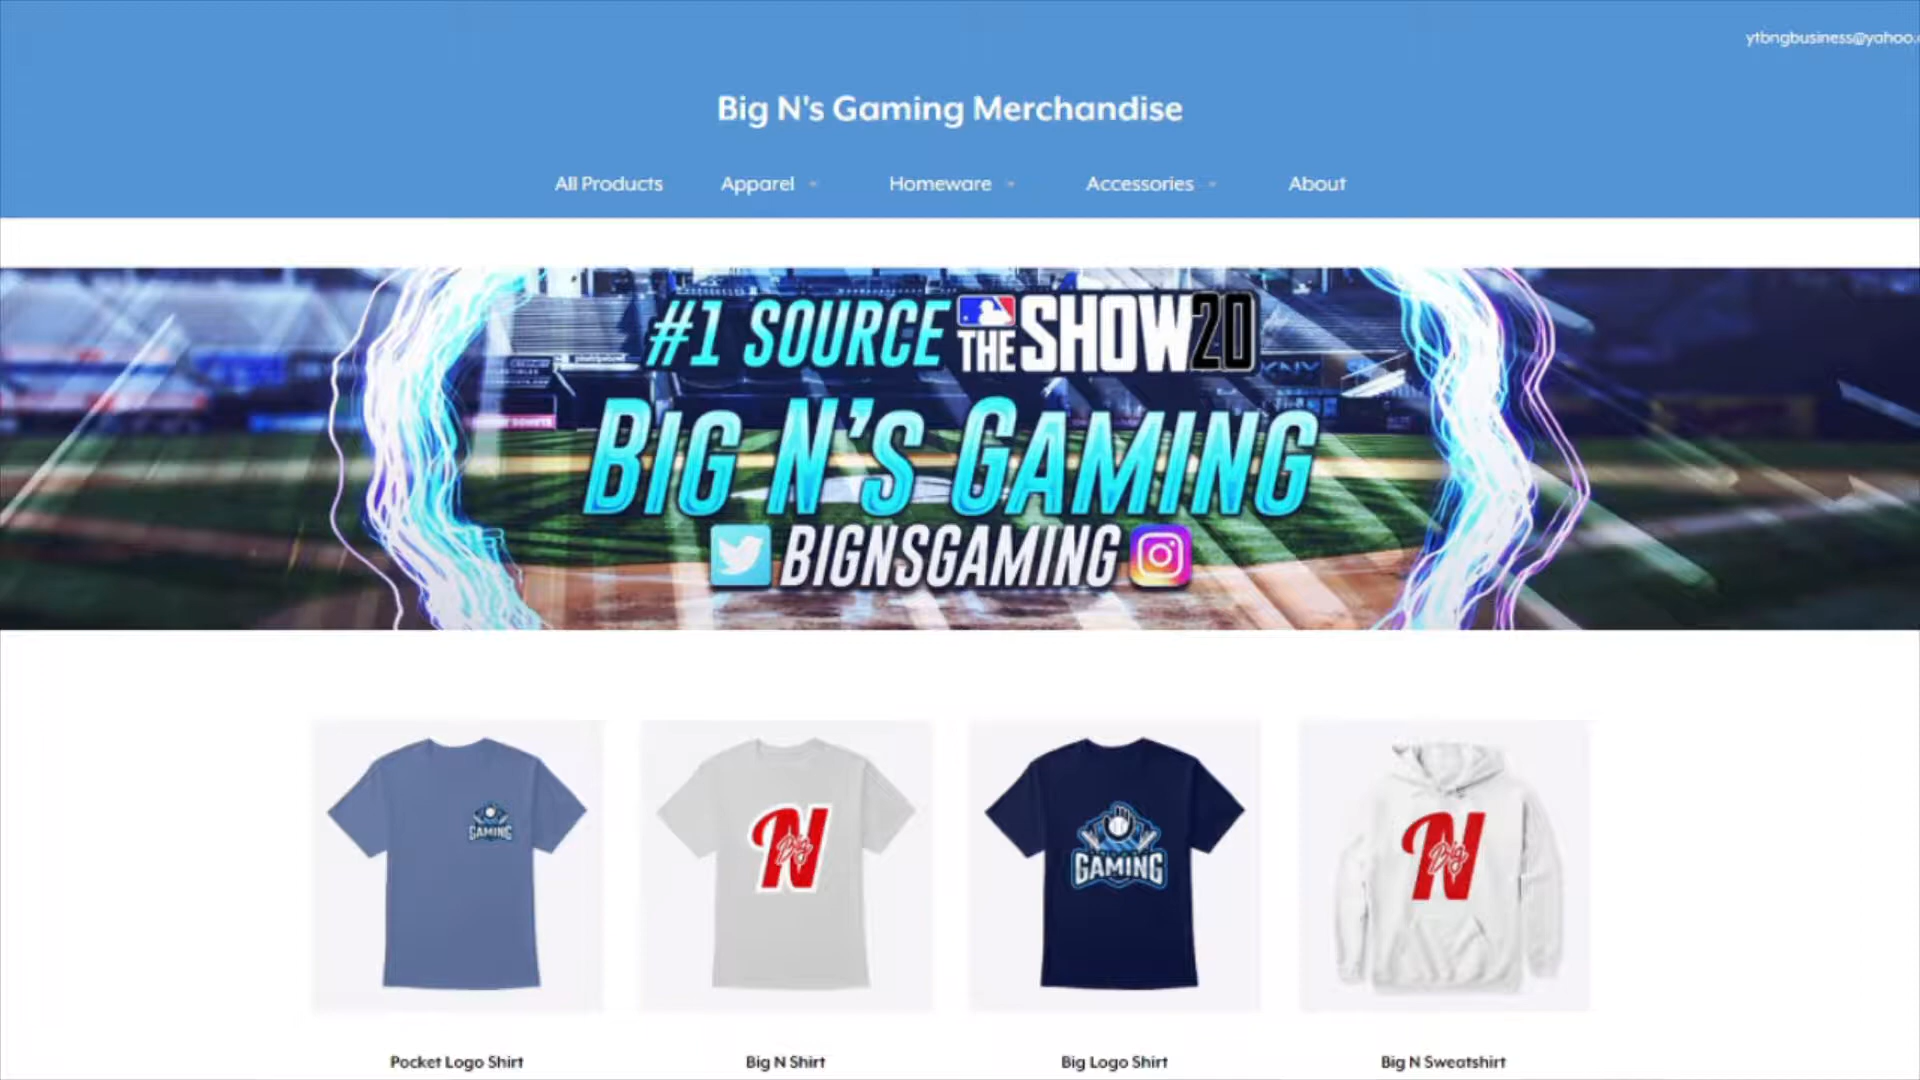 ytbngbusiness@yahoo.
Big N's Gaming Merchandise
All Products Apparel Homeware Accessories About
#1 SOURCE THE SHOW 20
BIG N'S GAMING
BIGNSGAMING
GAMING
Big N
GAMING
Big N
Pocket Logo Shirt Big N Shirt Big Logo Shirt Big N Sweatshirt